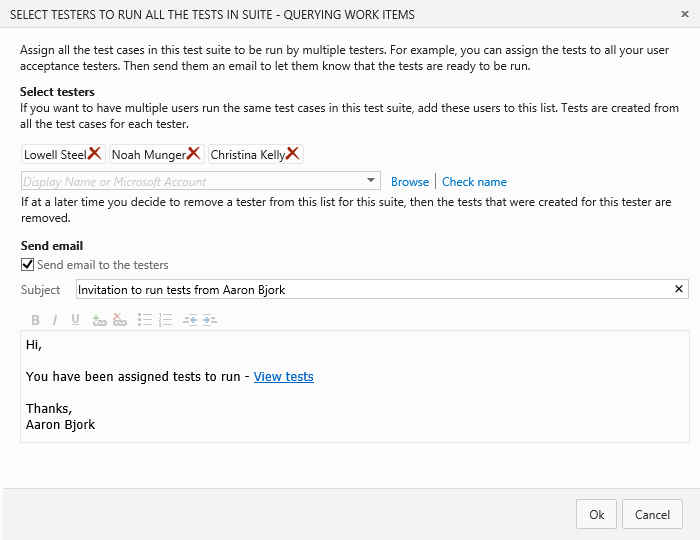 SELECT TESTERS TO RUN ALL THE TESTS IN SUITE - QUERYING WORK ITEMS
Assign all the test cases in this test suite to be run by multiple testers. For example, you can assign the tests to all your user
acceptance testers. Then send them an email to let them know that the tests are ready to be run.
Select testers
If you want to have multiple users run the same test cases in this test suite, add these users to this list. Tests are created from
all the test cases for each tester.
Lowell Steel Noah Munger Christina Kelly
Display Name or Microsoft Account Browse | Check name
If at a later time you decide to remove a tester from this list for this suite, then the tests that were created for this tester are
removed.
Send email
Send email to the testers
Subject Invitation to run tests from Aaron Bjork
B I U
Hi,
You have been assigned tests to run - View tests
Thanks,
Aaron Bjork
Ok Cancel